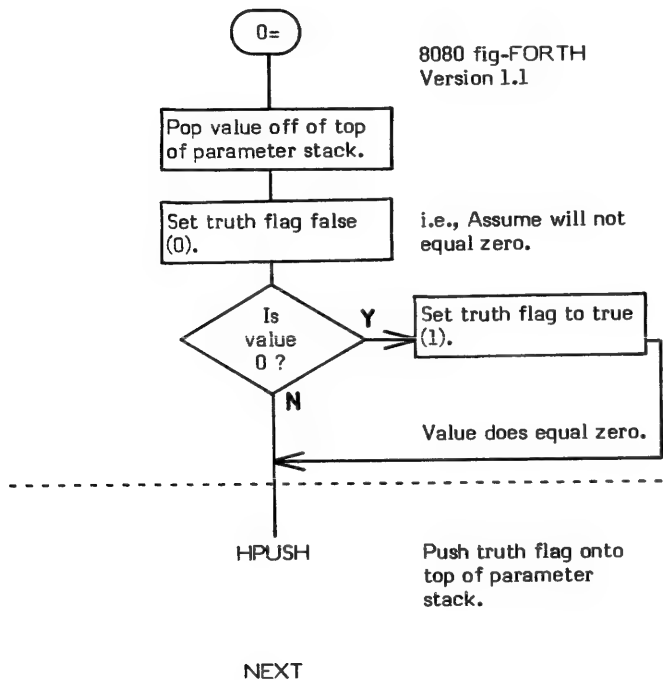 0=
8080 fig-FORTH
Version 1.1
Pop value off of top
of parameter stack.
Set truth flag false
(0).
i.e., Assume will not
equal zero.
Is
value
0 ?
Y
Set truth flag to true
(1).
N
Value does equal zero.
HPUSH
Push truth flag onto
top of parameter
stack.
NEXT